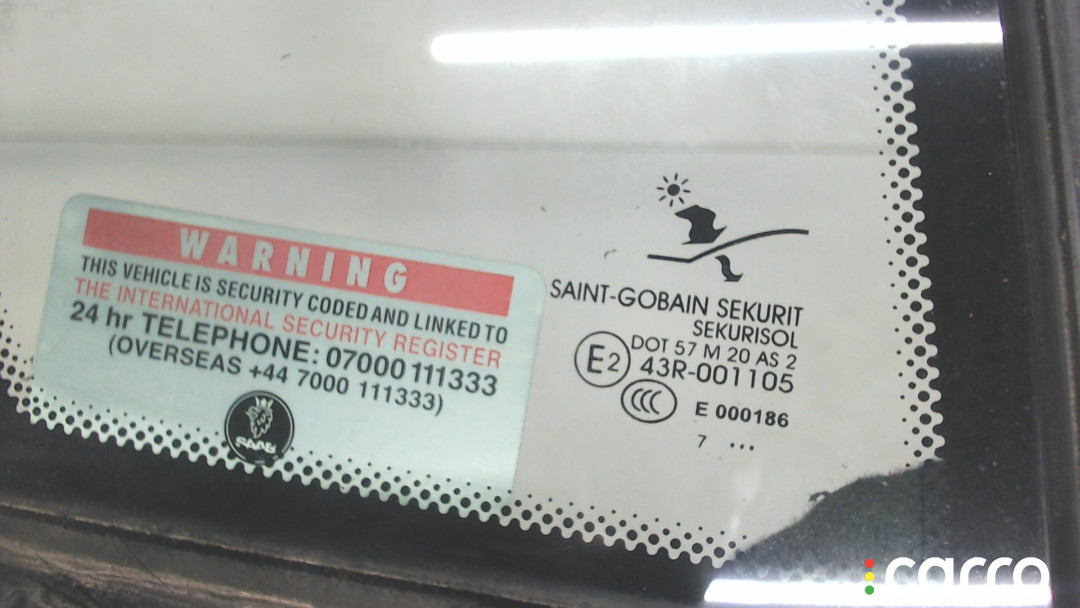 WARNING
THIS VEHICLE IS SECURITY CODED AND LINKED TO
THE INTERNATIONAL SECURITY REGISTER
24 hr TELEPHONE: 07000 111333
(OVERSEAS +44 7000 111333)
SAAB
SAINT-GOBAIN SEKURIT
SEKURISOL
DOT 57 M 20 AS 2
E2 43R-001105
CCC E 000186
7 ...
carro